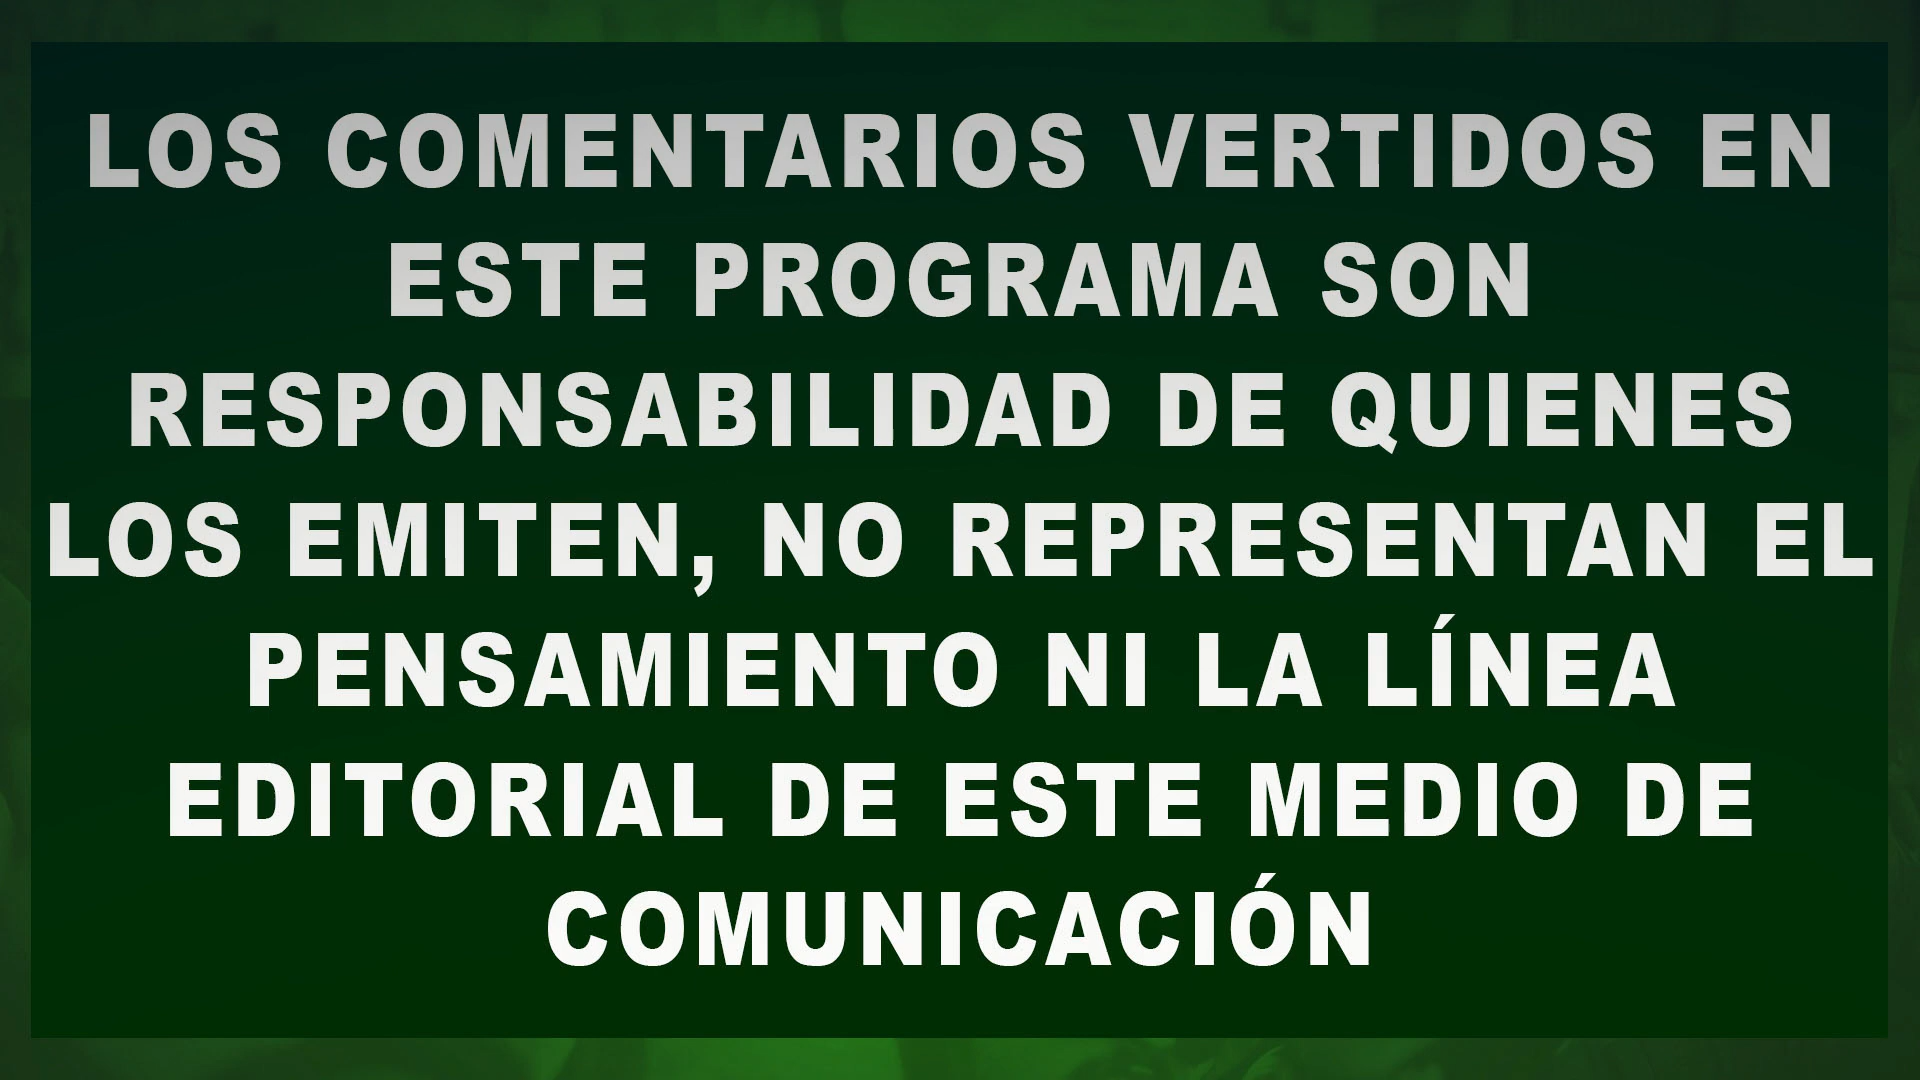 LOS COMENTARIOS VERTIDOS EN
ESTE PROGRAMA SON
RESPONSABILIDAD DE QUIENES
LOS EMITEN, NO REPRESENTAN EL
PENSAMIENTO NI LA LÍNEA
EDITORIAL DE ESTE MEDIO DE
COMUNICACIÓN